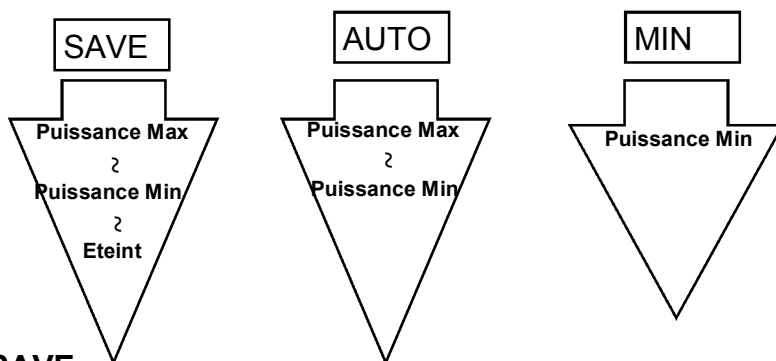 SAVE
AUTO
MIN
Puissance Max
~
Puissance Min
~
Eteint
Puissance Max
~
Puissance Min
Puissance Min
SAVE